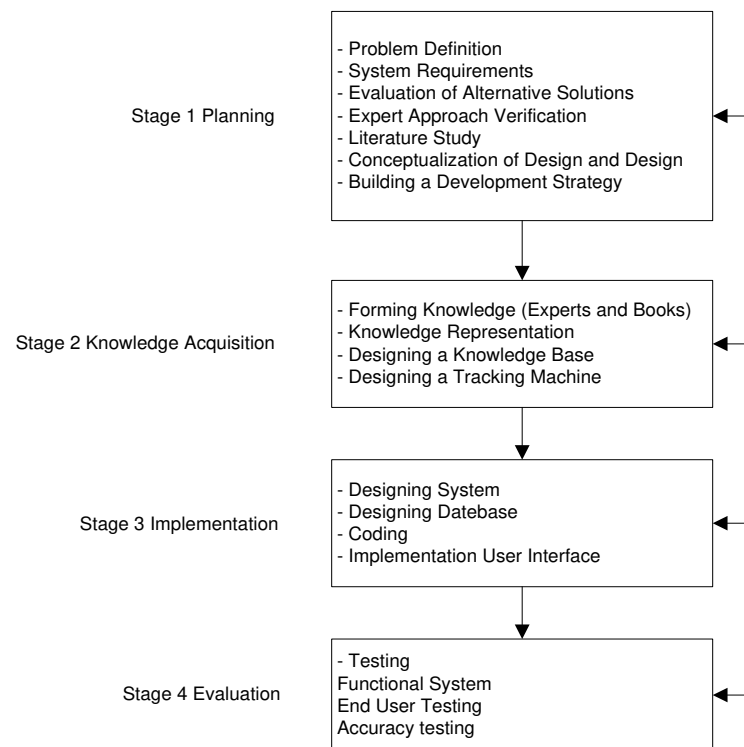 Stage 1 Planning
- Problem Definition
- System Requirements
- Evaluation of Alternative Solutions
- Expert Approach Verification
- Literature Study
- Conceptualization of Design and Design
- Building a Development Strategy
Stage 2 Knowledge Acquisition
- Forming Knowledge (Experts and Books)
- Knowledge Representation
- Designing a Knowledge Base
- Designing a Tracking Machine
Stage 3 Implementation
- Designing System
- Designing Datebase
- Coding
- Implementation User Interface
Stage 4 Evaluation
- Testing
Functional System
End User Testing
Accuracy testing